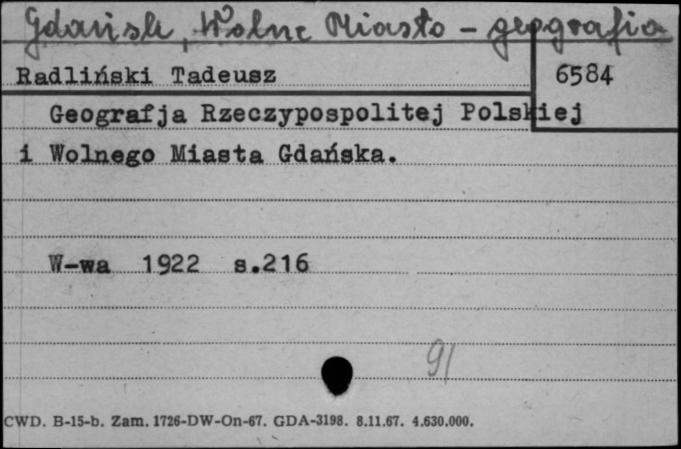 Gdańsk, Wolne Miasto - geografia
Radliński Tadeusz
6584
Geografja Rzeczypospolitej Polskiej
i Wolnego Miasta Gdańska.
W-wa 1922 s.216
91
CWD. B-15-b. Zam. 1726-DW-On-67. GDA-3198. 8.11.67. 4.630.000.